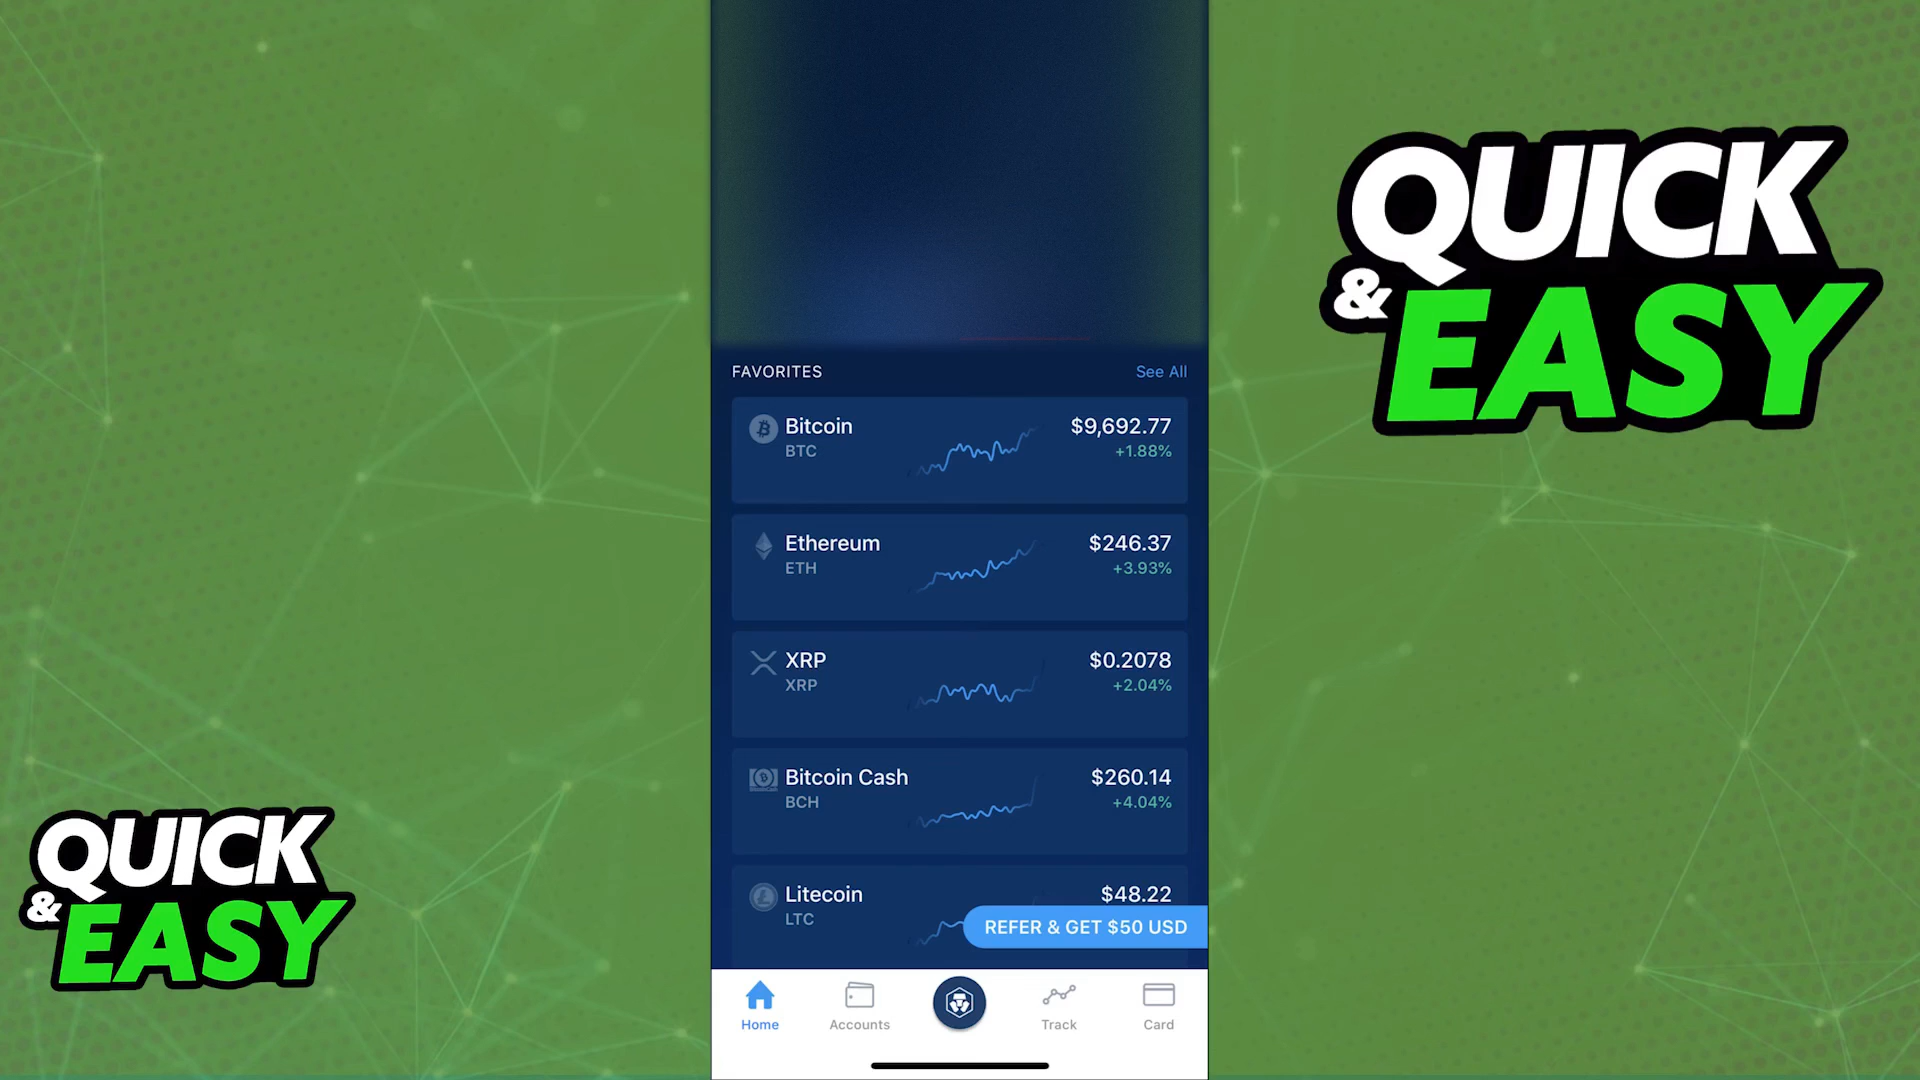 QUICK
& EASY
FAVORITES See All
Bitcoin $9,692.77
BTC +1.88%
Ethereum $246.37
ETH +3.93%
XRP $0.2078
XRP +2.04%
Bitcoin Cash $260.14
BCH +4.04%
Litecoin $48.22
LTC
REFER & GET $50 USD
Home Accounts Track Card
QUICK
& EASY